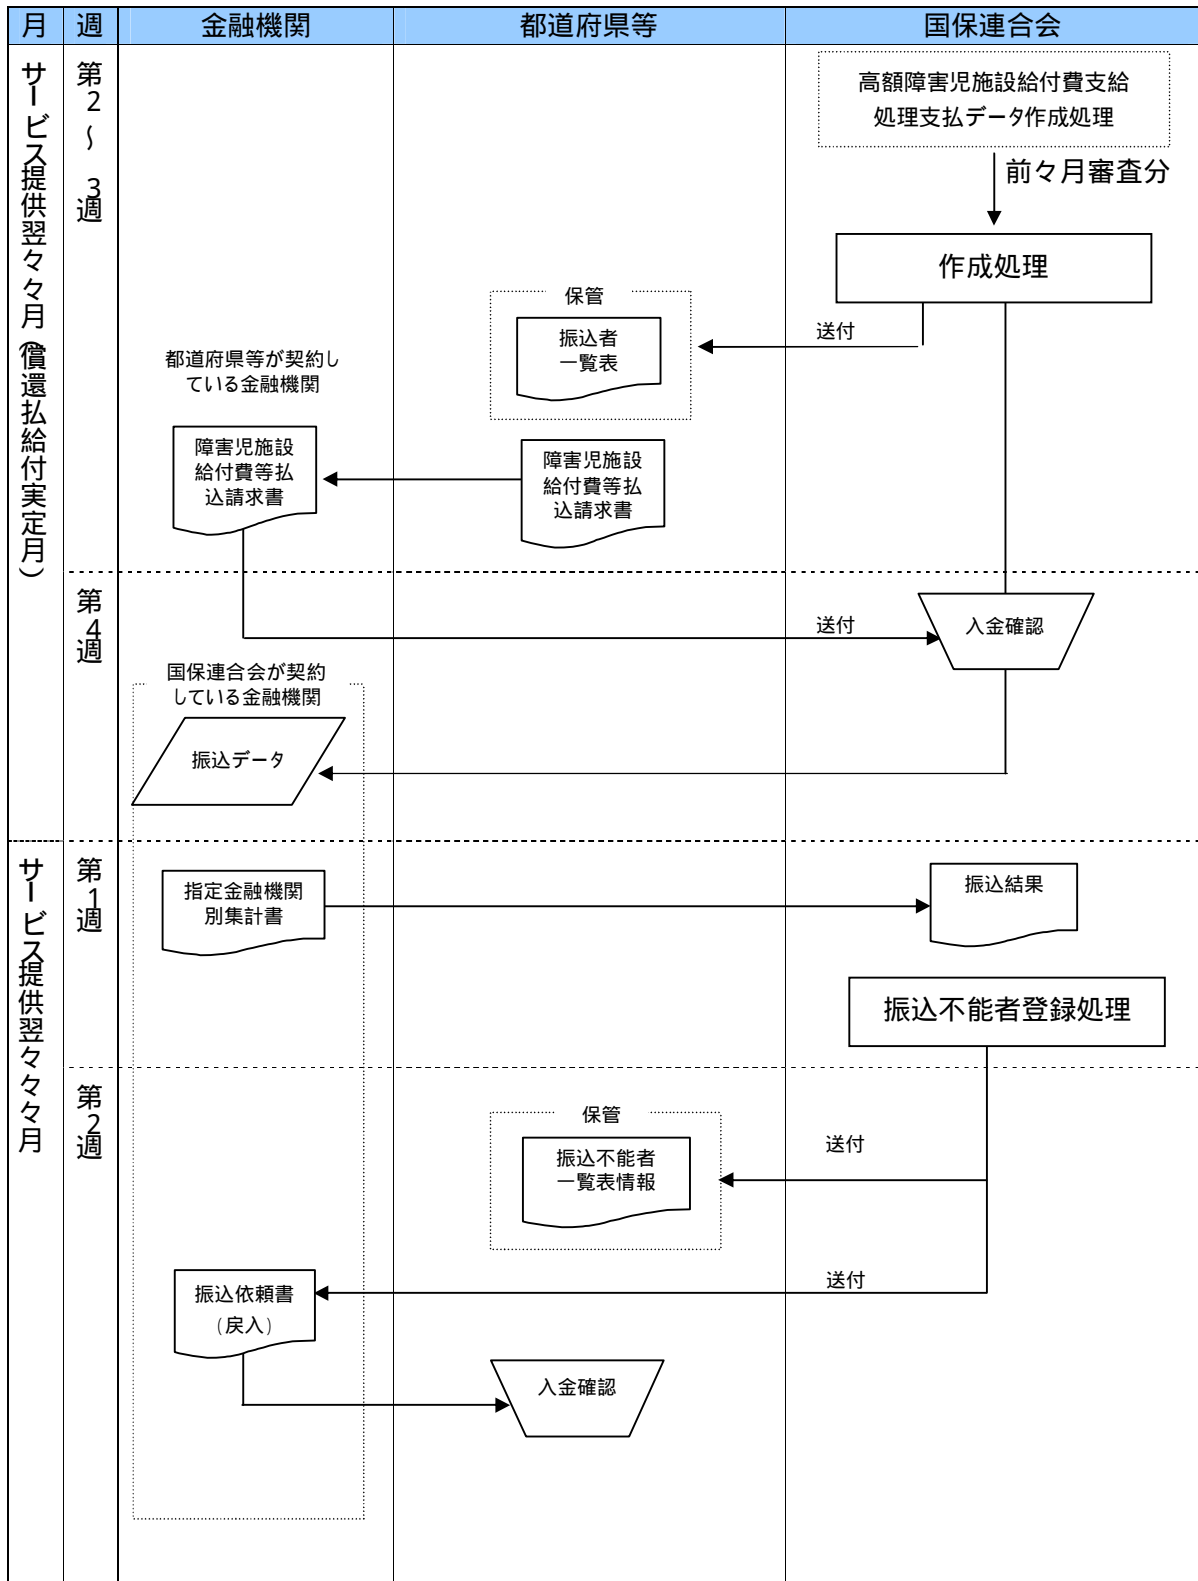 月
週
金融機関
都道府県等
国保連合会
サービス提供翌々月（償還払給付実定月）
第2～3週
高額障害児施設給付費支給
処理支払データ作成処理
前々月審査分
作成処理
送付
保管
振込者
一覧表
都道府県等が契約し
ている金融機関
障害児施設
給付費等払
込請求書
障害児施設
給付費等払
込請求書
第4週
送付
入金確認
国保連合会が契約
している金融機関
振込データ
サービス提供翌々々月
第1週
指定金融機関
別集計書
振込結果
振込不能者登録処理
第2週
保管
振込不能者
一覧表情報
送付
振込依頼書
(戻入)
送付
入金確認